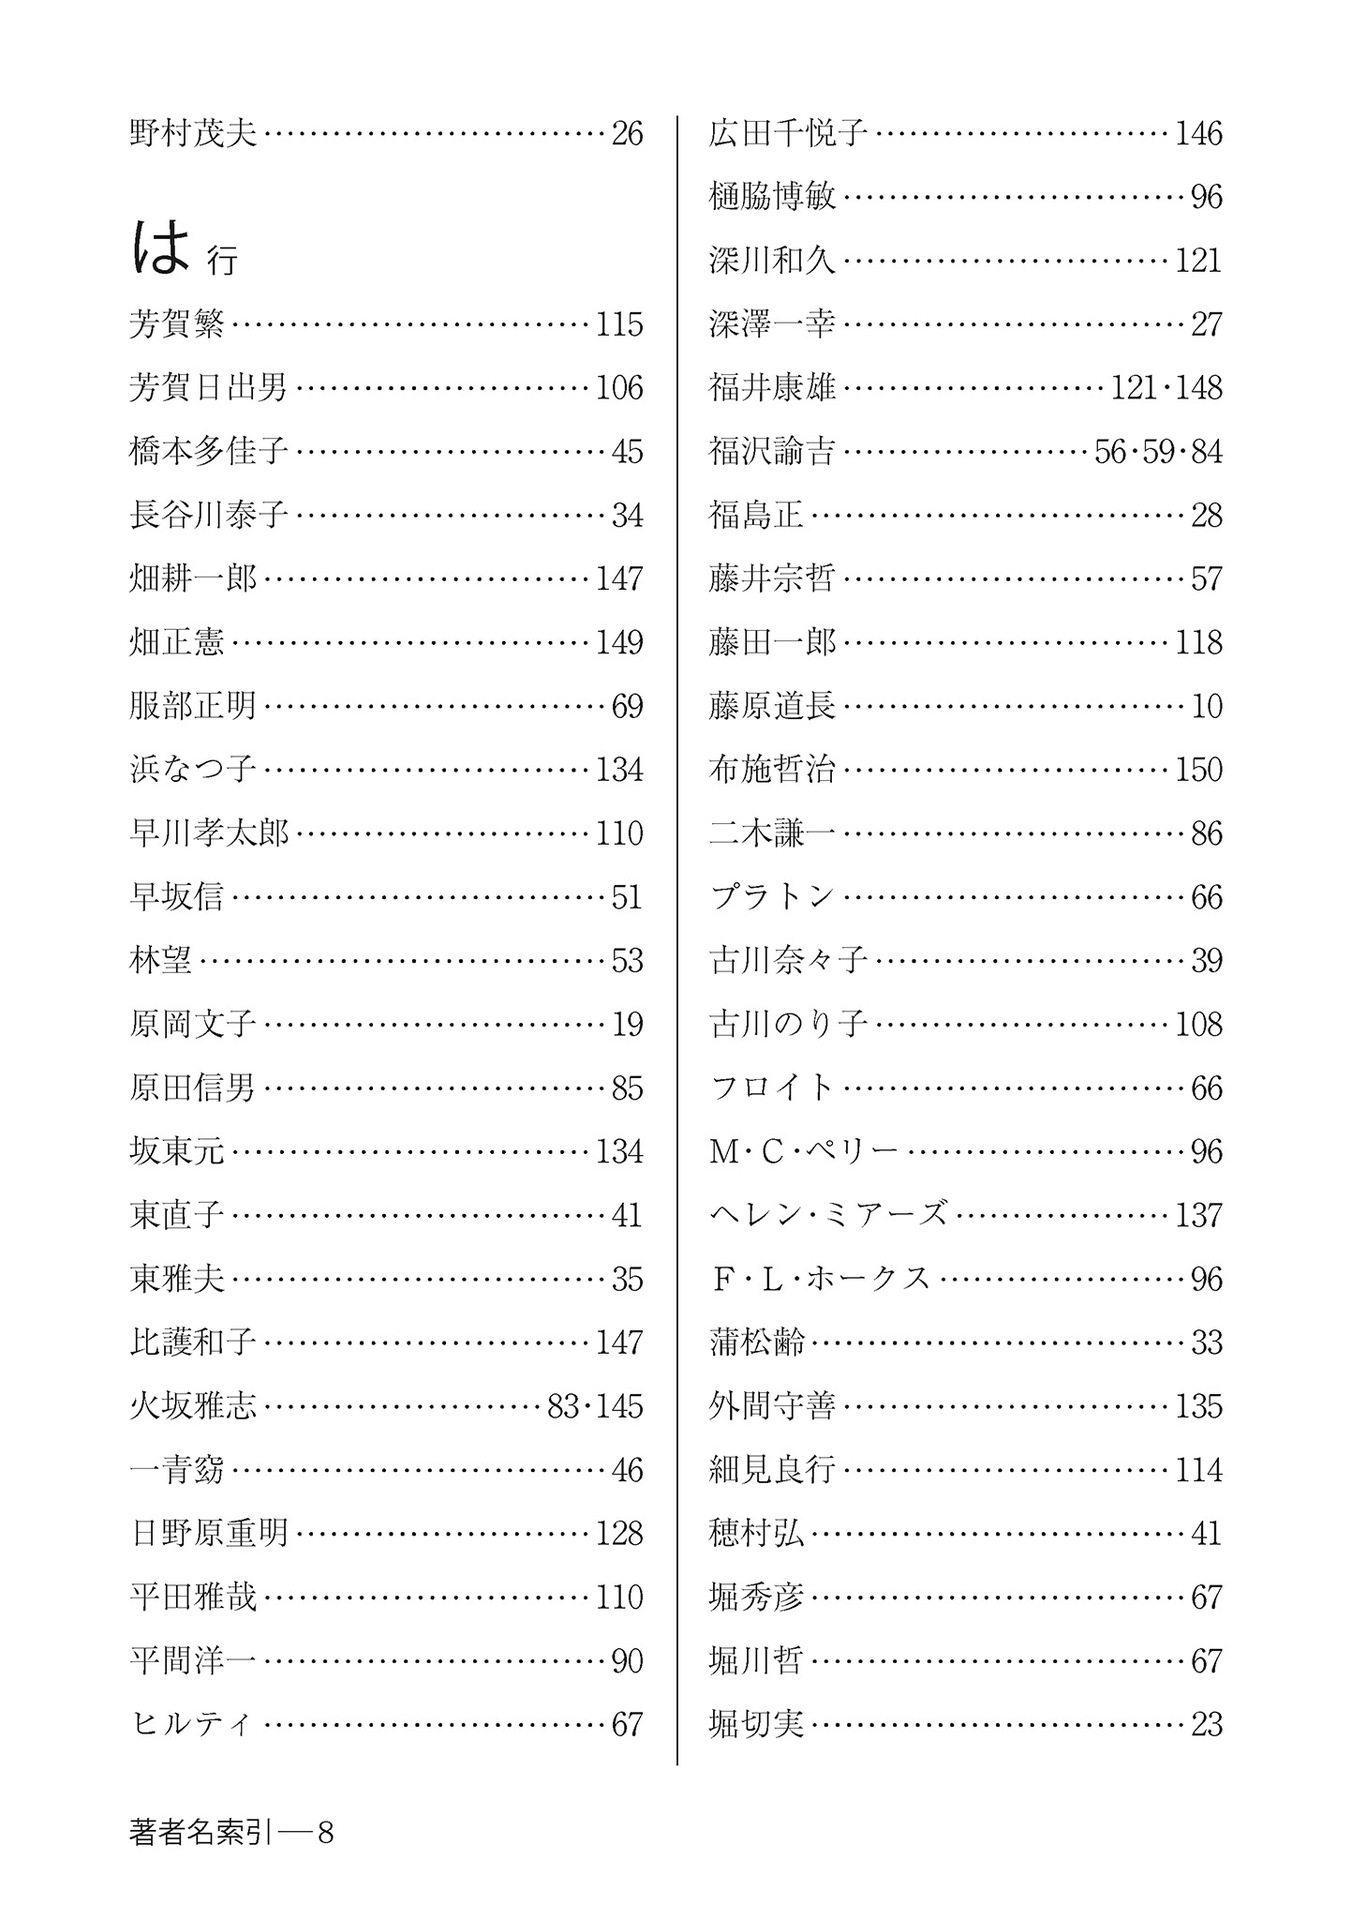 野村茂夫……………………………26
は 行
芳賀繁……………………………115
芳賀日出男………………………106
橋本多佳子…………………………45
長谷川泰子…………………………34
畑耕一郎…………………………147
畑正憲……………………………149
服部正明……………………………69
浜なつ子…………………………134
早川孝太郎………………………110
早坂信………………………………51
林望…………………………………53
原岡文子……………………………19
原田信男……………………………85
坂東元……………………………134
東直子………………………………41
東雅夫………………………………35
比護和子…………………………147
火坂雅志……………………83・145
一青窈………………………………46
日野原重明………………………128
平田雅哉…………………………110
平間洋一……………………………90
ヒルティ……………………………67
広田千悦子………………………146
樋脇博敏……………………………96
深川和久…………………………121
深澤一幸……………………………27
福井康雄……………………121・148
福沢諭吉…………………56・59・84
福島正………………………………28
藤井宗哲……………………………57
藤田一郎…………………………118
藤原道長……………………………10
布施哲治…………………………150
二木謙一……………………………86
プラトン……………………………66
古川奈々子…………………………39
古川のり子………………………108
フロイト……………………………66
M・C・ペリー………………………96
ヘレン・ミアーズ…………………137
F・L・ホークス……………………96
蒲松齢………………………………33
外間守善…………………………135
細見良行…………………………114
穂村弘………………………………41
堀秀彦………………………………67
堀川哲………………………………67
堀切実………………………………23
著者名索引―8